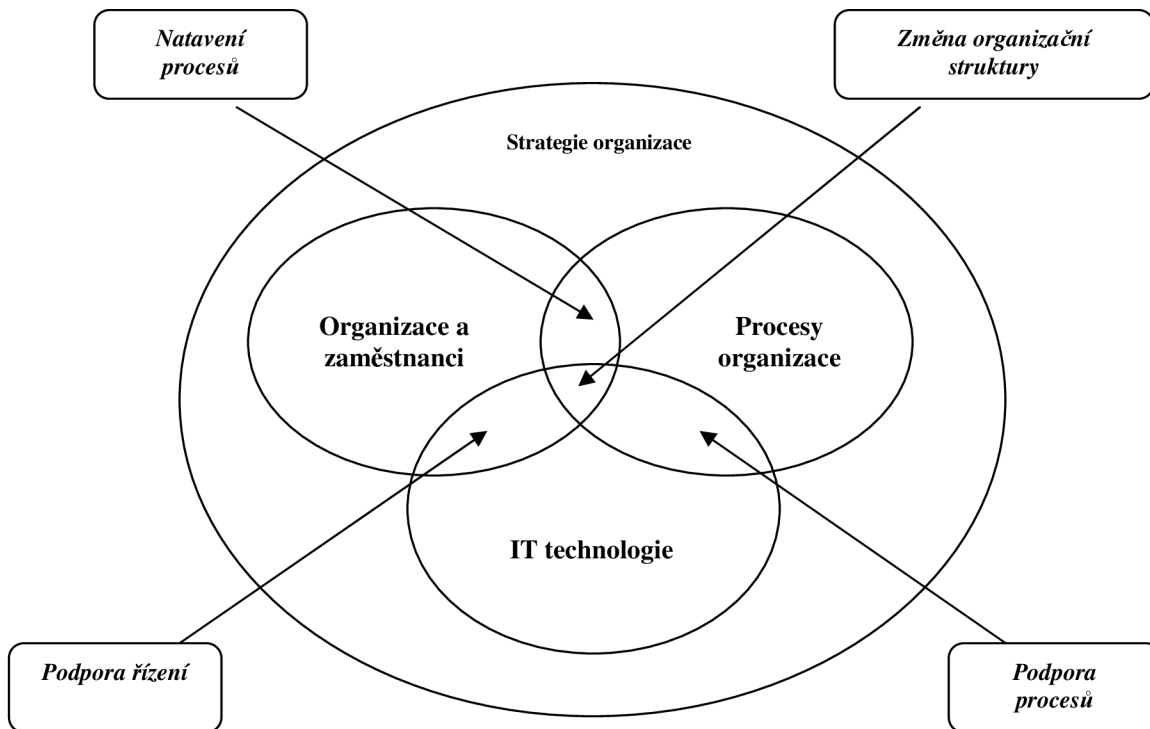 Natavení
procesů
Změna organizační
struktury
Strategie organizace
Organizace a
zaměstnanci
Procesy
organizace
IT technologie
Podpora řízení
Podpora
procesů